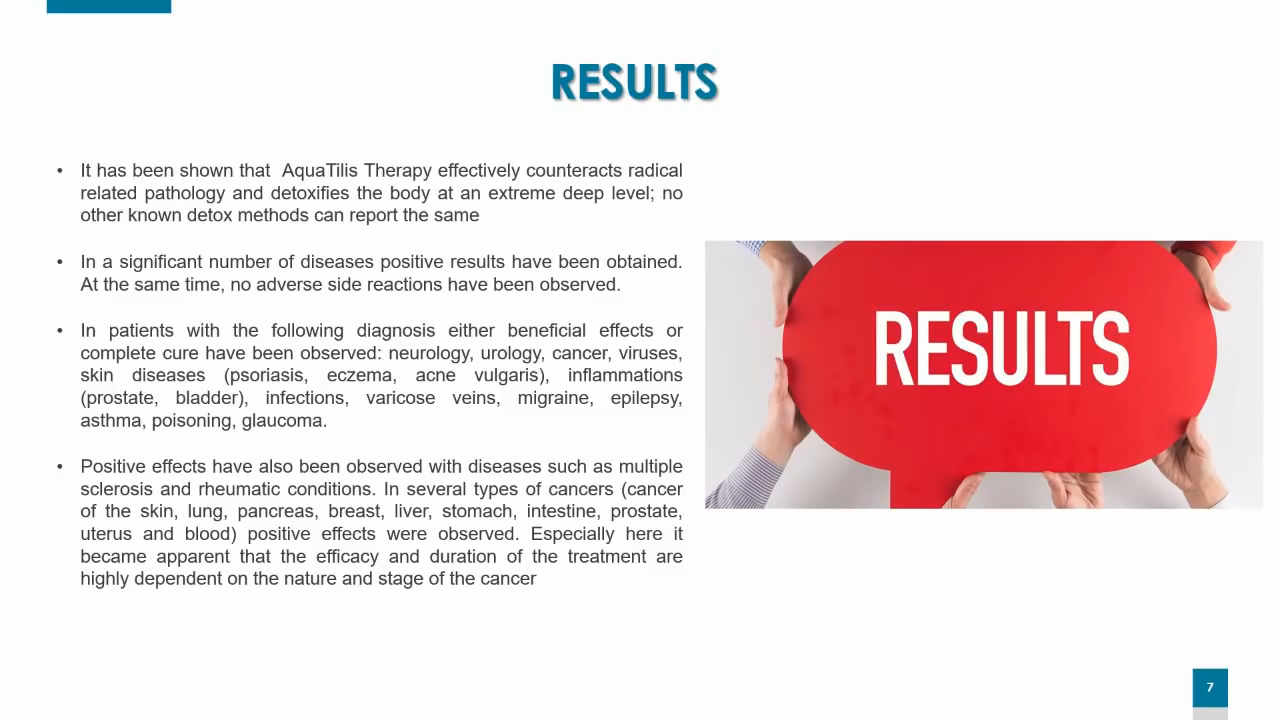 RESULTS
• It has been shown that AquaTilis Therapy effectively counteracts radical
related pathology and detoxifies the body at an extreme deep level; no
other known detox methods can report the same
• In a significant number of diseases positive results have been obtained.
At the same time, no adverse side reactions have been observed.
• In patients with the following diagnosis either beneficial effects or
complete cure have been observed: neurology, urology, cancer, viruses,
skin diseases (psoriasis, eczema, acne vulgaris), inflammations
(prostate, bladder), infections, varicose veins, migraine, epilepsy,
asthma, poisoning, glaucoma.
• Positive effects have also been observed with diseases such as multiple
sclerosis and rheumatic conditions. In several types of cancers (cancer
of the skin, lung, pancreas, breast, liver, stomach, intestine, prostate,
uterus and blood) positive effects were observed. Especially here it
became apparent that the efficacy and duration of the treatment are
highly dependent on the nature and stage of the cancer
RESULTS
7